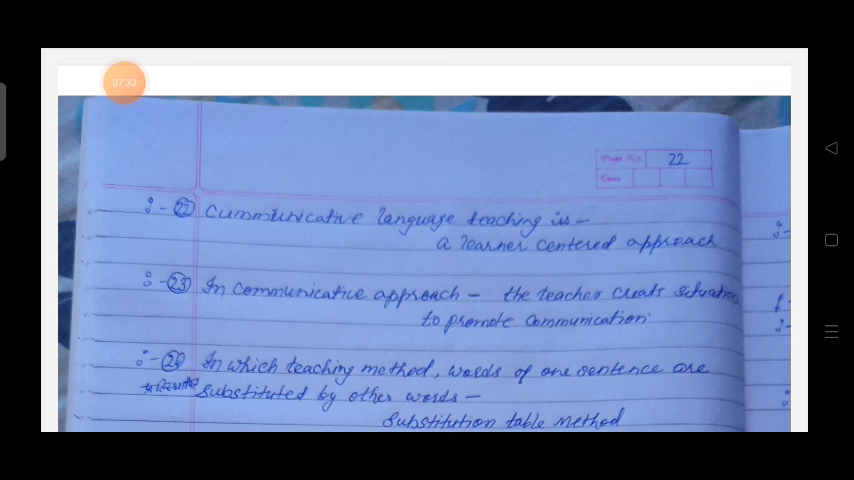 07:33
Page No. 22
Date
:- (22) Cummunicative language teaching is -
a learner centered approach
:- (23) In communicative approach - the teacher creats situation
to promote communication
:- (24) In which teaching method, words of one sentence are
substituted by other words -
substitution table method